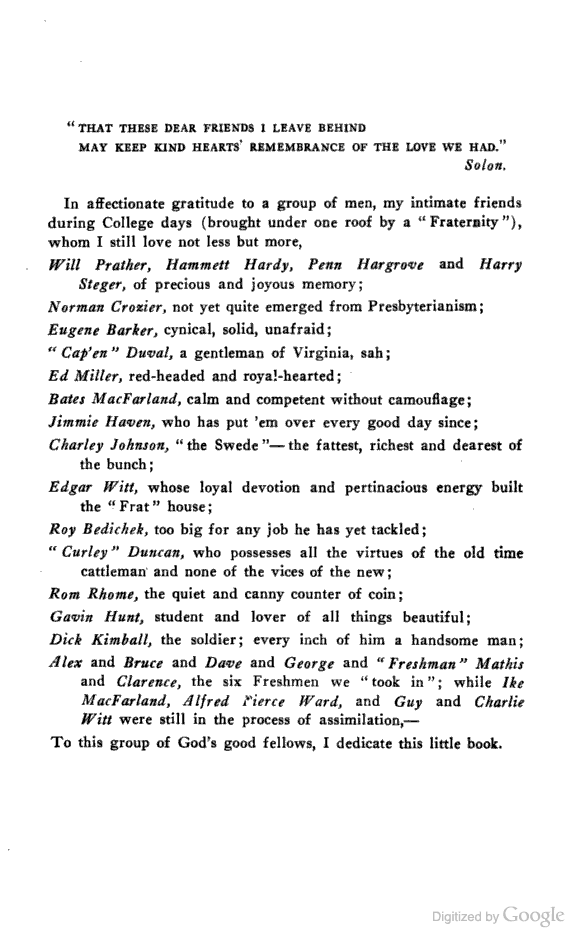 “ THAT THESE DEAR FRIENDS I LEAVE BEHIND
MAY KEEP KIND HEARTS' REMEMBRANCE OF THE LOVE WE HAD.”
Solon.
In affectionate gratitude to a group of men, my intimate friends
during College days (brought under one roof by a “ Fraternity ”),
whom I still love not less but more,
Will Prather, Hammett Hardy, Penn Hargrove and Harry
Steger, of precious and joyous memory;
Norman Crozier, not yet quite emerged from Presbyterianism;
Eugene Barker, cynical, solid, unafraid;
“ Cap'en ” Duval, a gentleman of Virginia, sah;
Ed Miller, red-headed and royal-hearted;
Bates MacFarland, calm and competent without camouflage;
Jimmie Haven, who has put 'em over every good day since;
Charley Johnson, “ the Swede ”— the fattest, richest and dearest of
the bunch;
Edgar Witt, whose loyal devotion and pertinacious energy built
the “ Frat ” house;
Roy Bedichek, too big for any job he has yet tackled;
“ Curley ” Duncan, who possesses all the virtues of the old time
cattleman and none of the vices of the new;
Rom Rhome, the quiet and canny counter of coin;
Gavin Hunt, student and lover of all things beautiful;
Dick Kimball, the soldier; every inch of him a handsome man;
Alex and Bruce and Dave and George and “ Freshman ” Mathis
and Clarence, the six Freshmen we “ took in ”; while Ike
MacFarland, Alfred Pierce Ward, and Guy and Charlie
Witt were still in the process of assimilation,—
To this group of God's good fellows, I dedicate this little book.
Digitized by Google